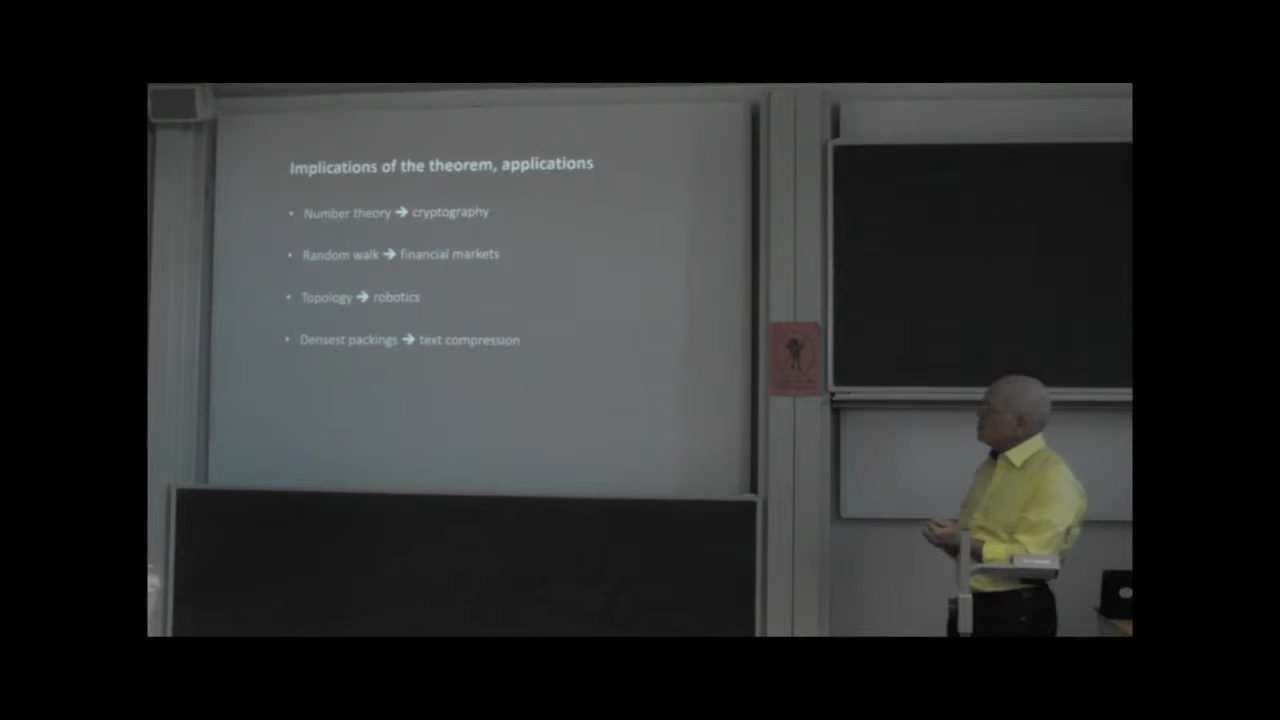 Implications of the theorem, applications
• Number theory ➔ cryptography
• Random walk ➔ financial markets
• Topology ➔ robotics
• Densest packings ➔ text compression